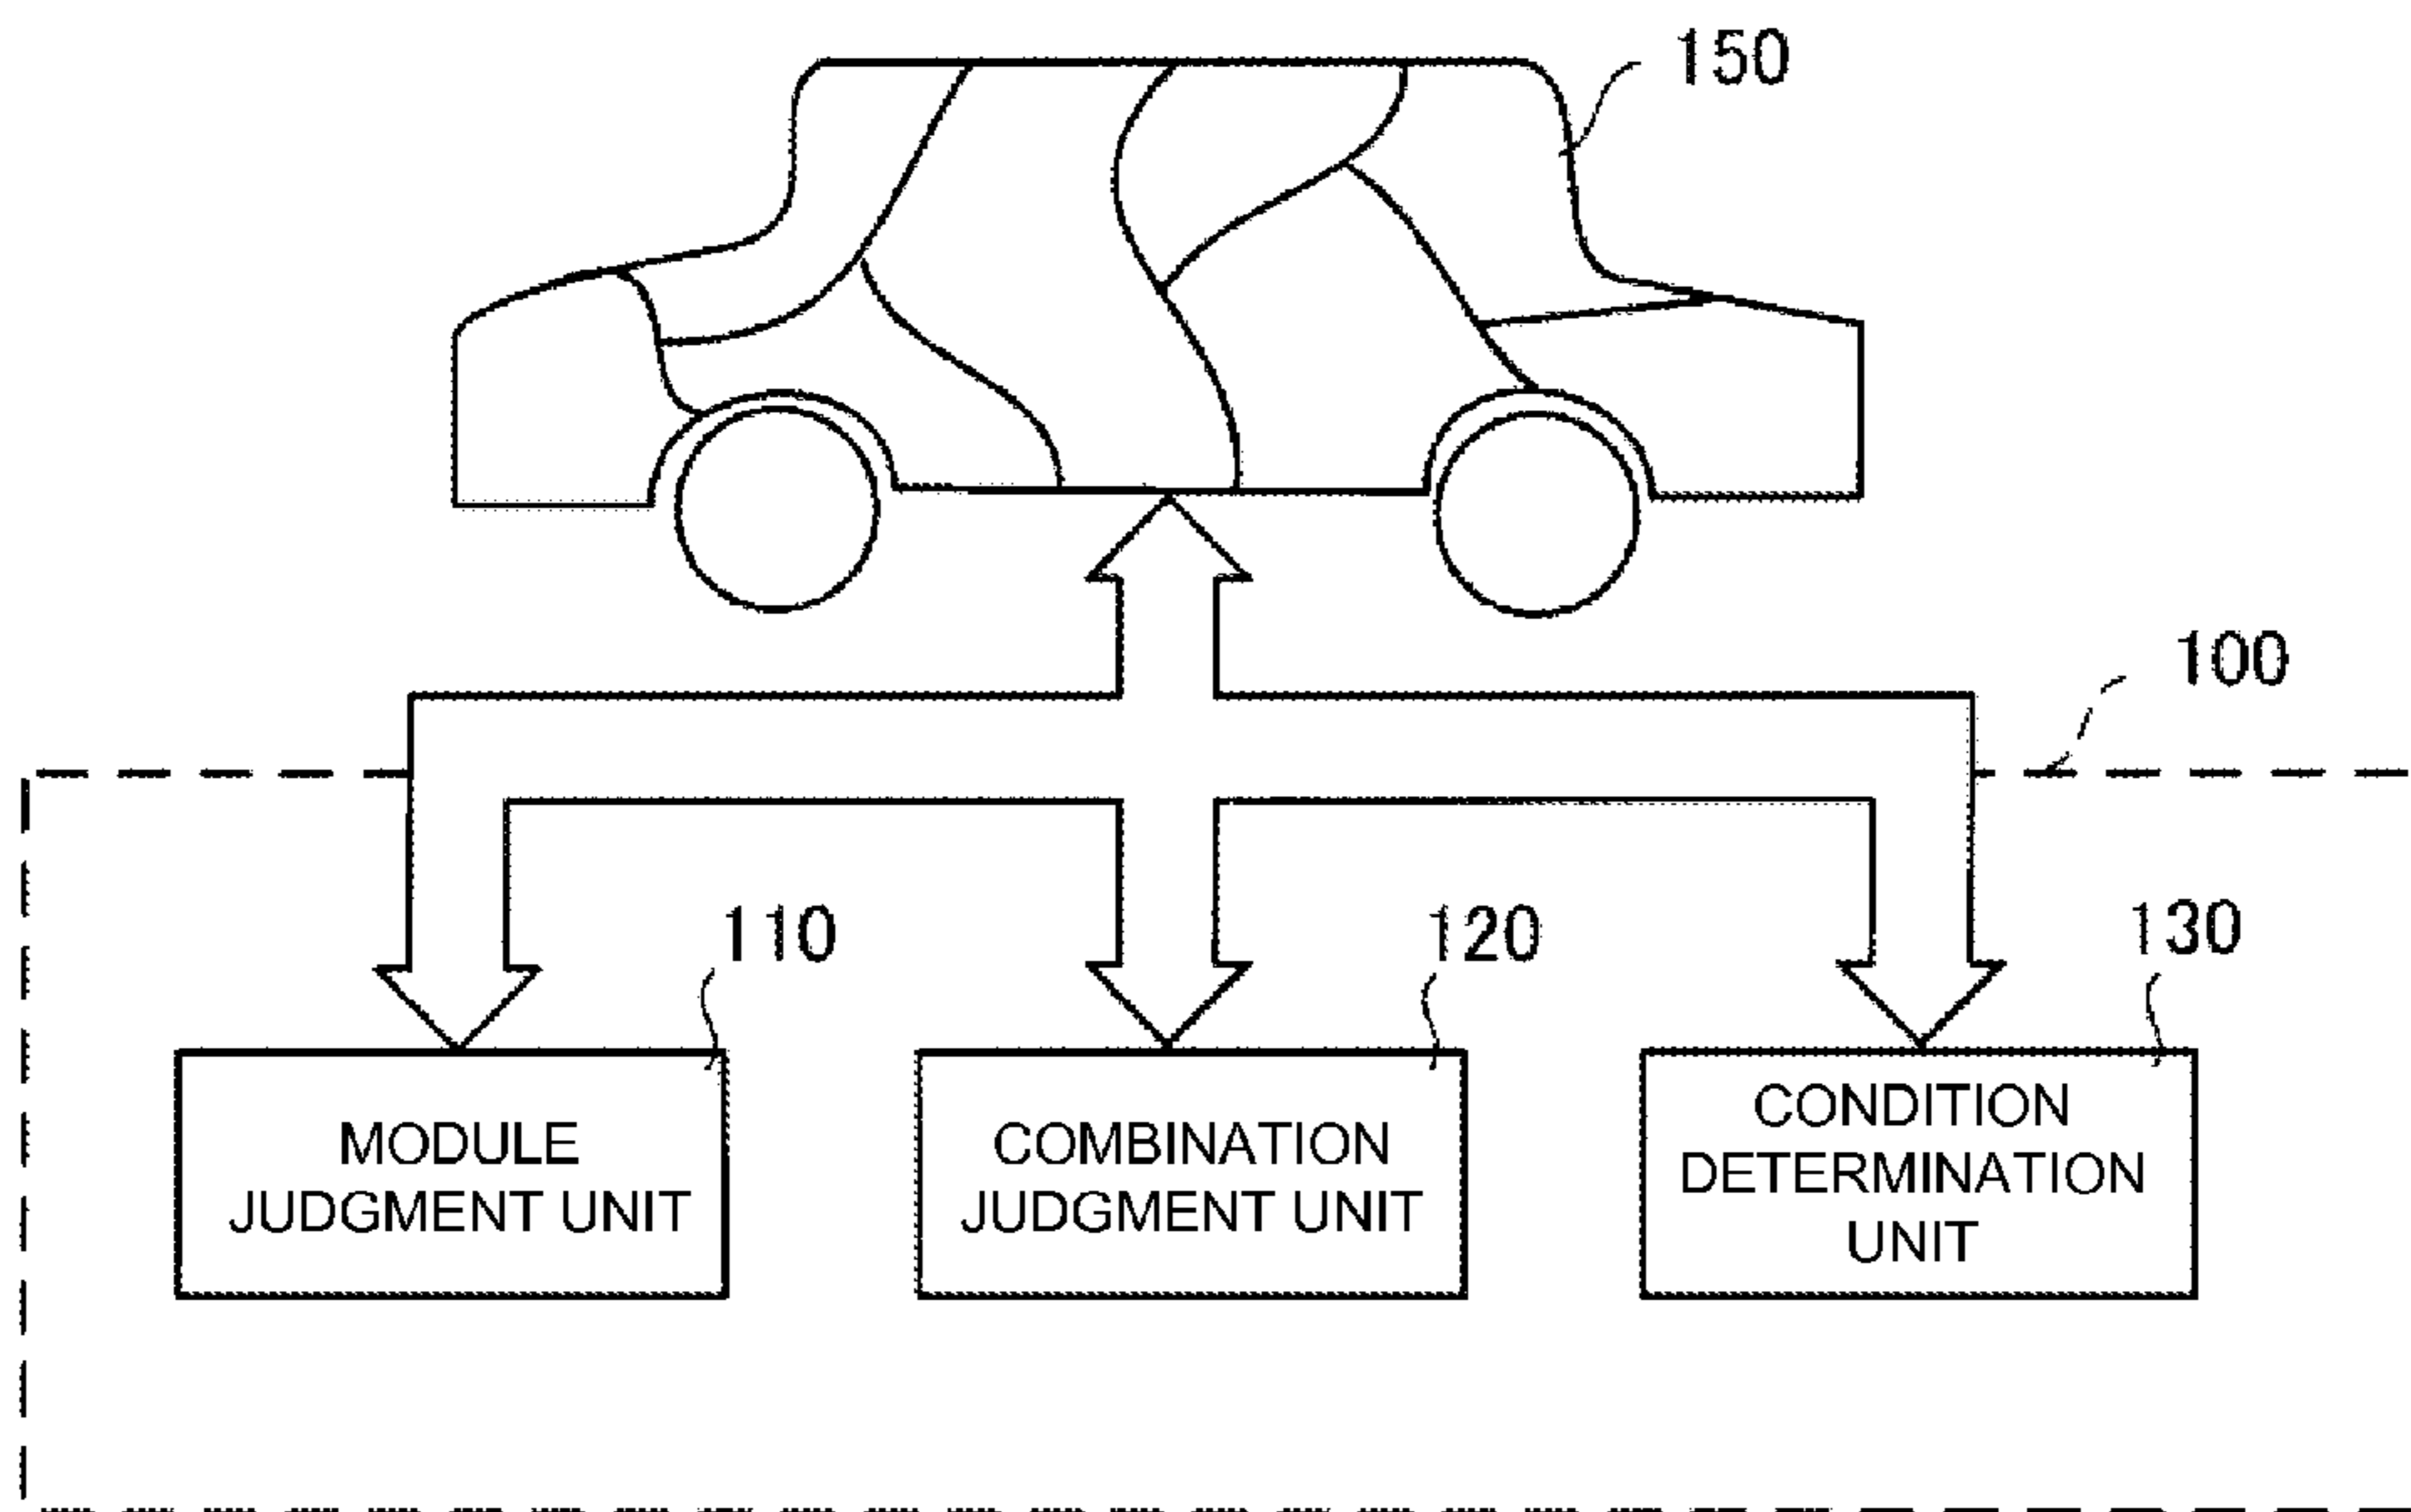 150
100
110
120
130
MODULE
JUDGMENT UNIT
COMBINATION
JUDGMENT UNIT
CONDITION
DETERMINATION
UNIT